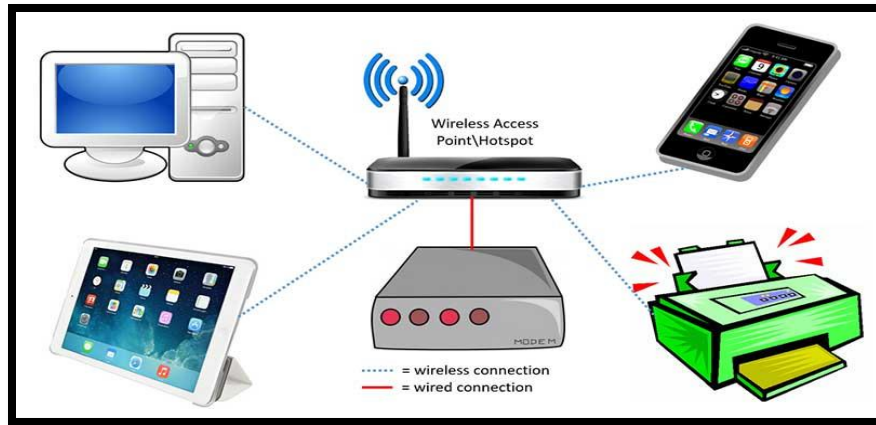 Wireless Access
Point\Hotspot
MODEM
= wireless connection
= wired connection